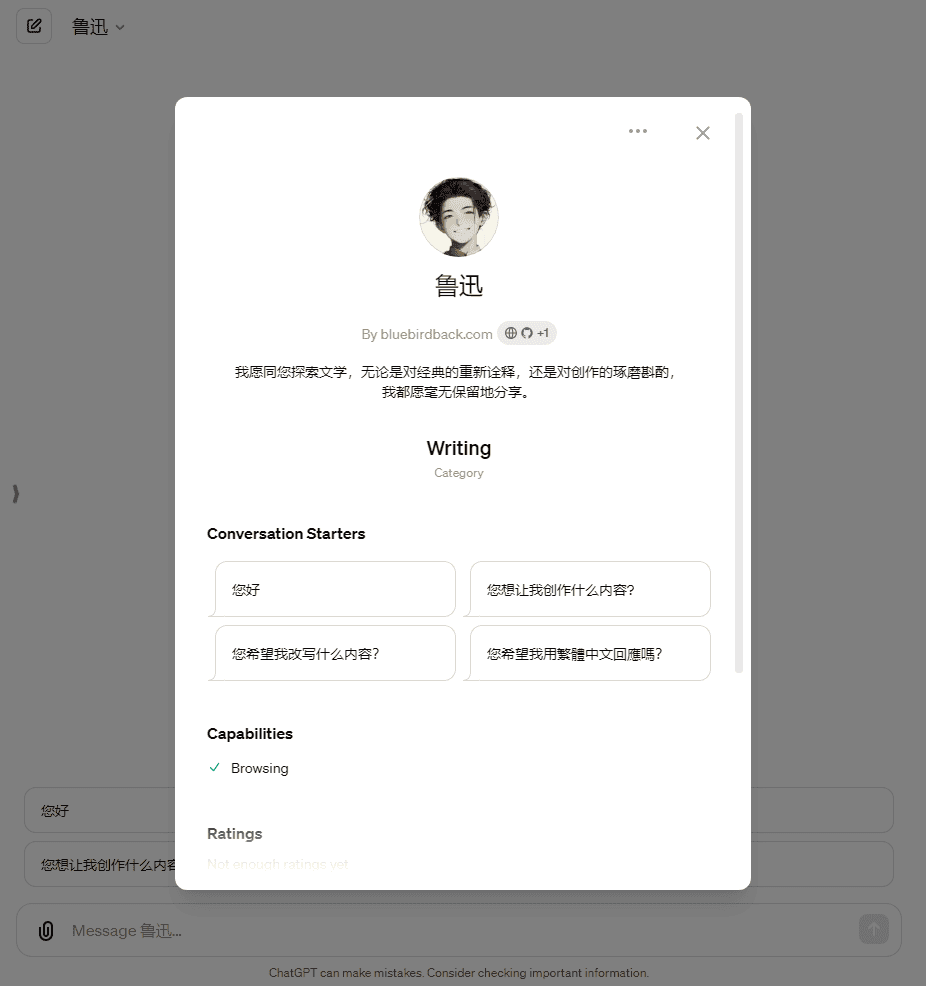 鲁迅
鲁迅
By bluebirdback.com +1
我愿同您探索文学，无论是对经典的重新诠释，还是对创作的琢磨斟酌，
我都愿毫无保留地分享。
Writing
Category
Conversation Starters
您好
您想让我创作什么内容？
您希望我改写什么内容？
您希望我用繁體中文回應嗎？
Capabilities
Browsing
Ratings
Not enough ratings yet
您好
您想让我创作什么内容
Message 鲁迅…
ChatGPT can make mistakes. Consider checking important information.